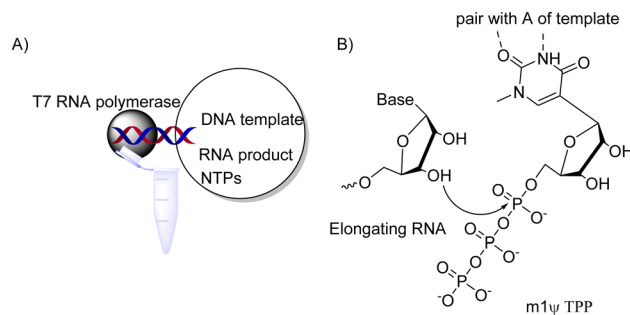 A)
T7 RNA polymerase
DNA template
RNA product
NTPs
B)
pair with A of template
O
NH
O
N
Base
O
OH
OH
O
Elongating RNA
O
OH
OH
O
O
P
O-
O
O
P
O-
O
O
P
-O
O-
m1ψ TPP